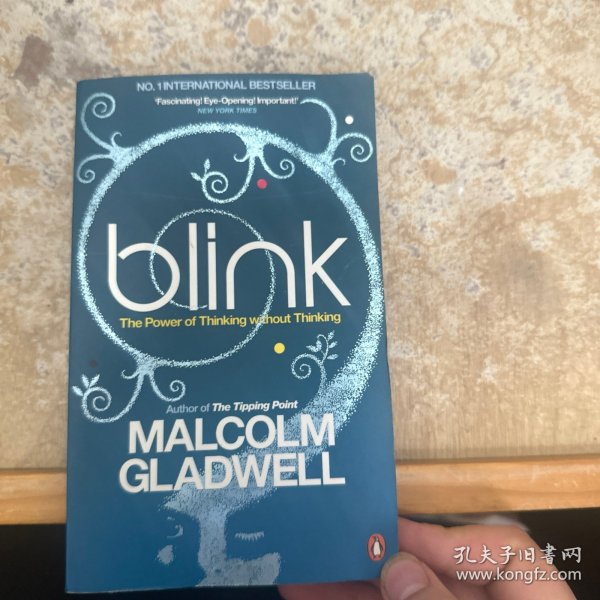 NO. 1 INTERNATIONAL BESTSELLER
'Fascinating! Eye-Opening! Important!'
NEW YORK TIMES
blink
The Power of Thinking without Thinking
Author of The Tipping Point
MALCOLM
GLADWELL
孔夫子旧书网
www.kongfz.com